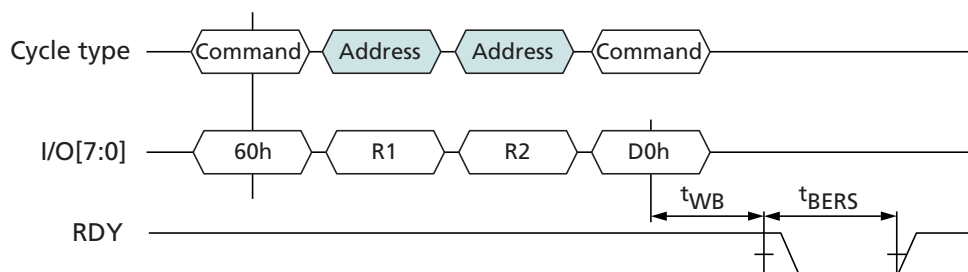 Cycle type Command Address Address Command
I/O[7:0] 60h R1 R2 D0h
tWB tBERS
RDY